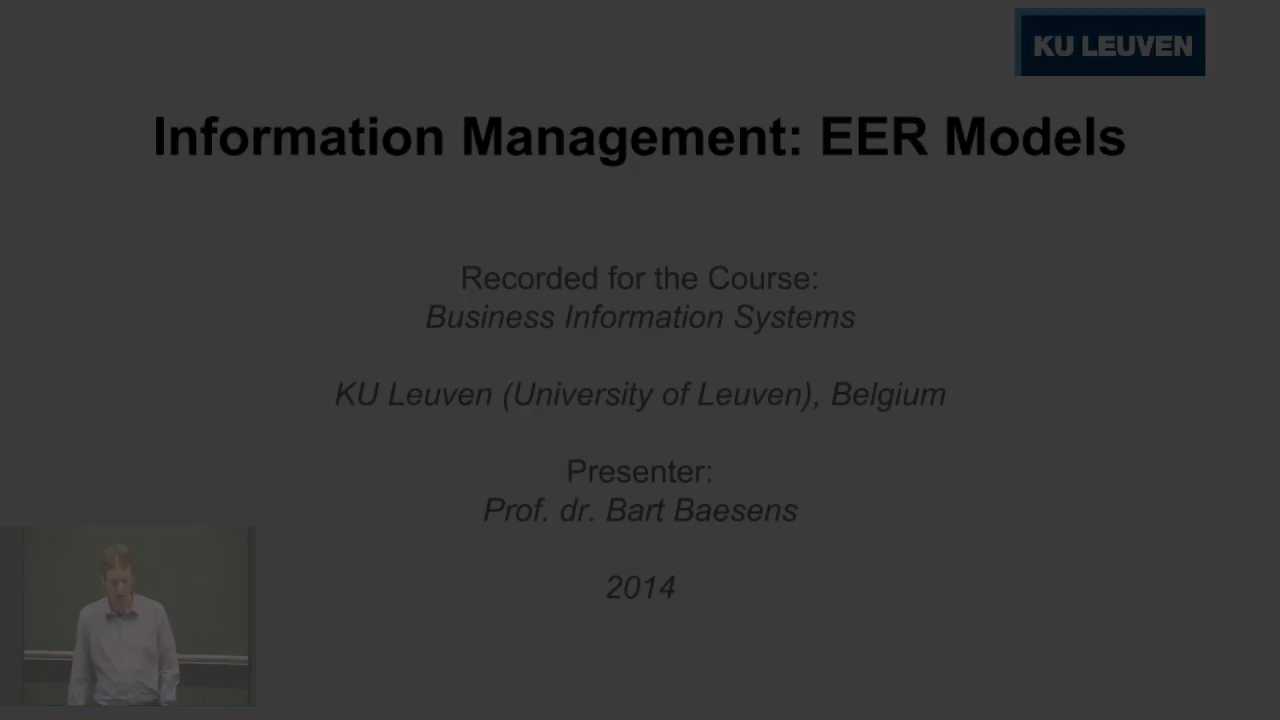 KU LEUVEN
Information Management: EER Models
Recorded for the Course:
Business Information Systems
KU Leuven (University of Leuven), Belgium
Presenter:
Prof. dr. Bart Baesens
2014